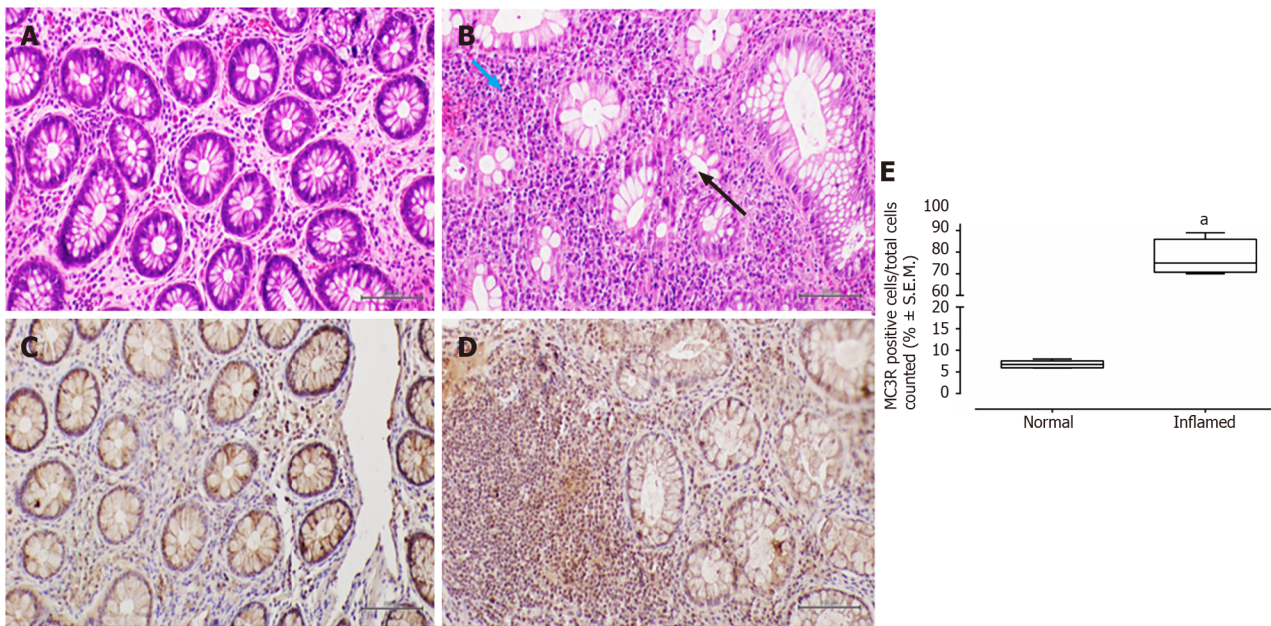 A
B
C
D
E
MC3R positive cells/total cells
counted (% ± S.E.M.)
100
90
80
70
60
20
15
10
5
0
a
Normal
Inflamed